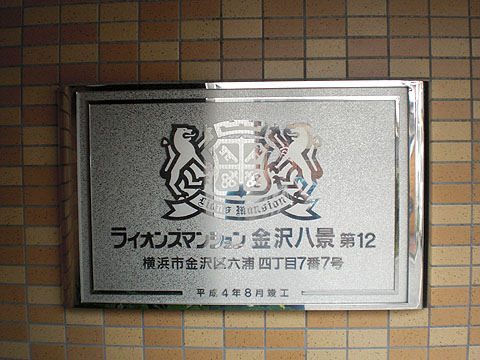 Lions Mansion
ライオンズマンション 金沢八景 第12
横浜市金沢区六浦四丁目7番7号
平成4年8月竣工